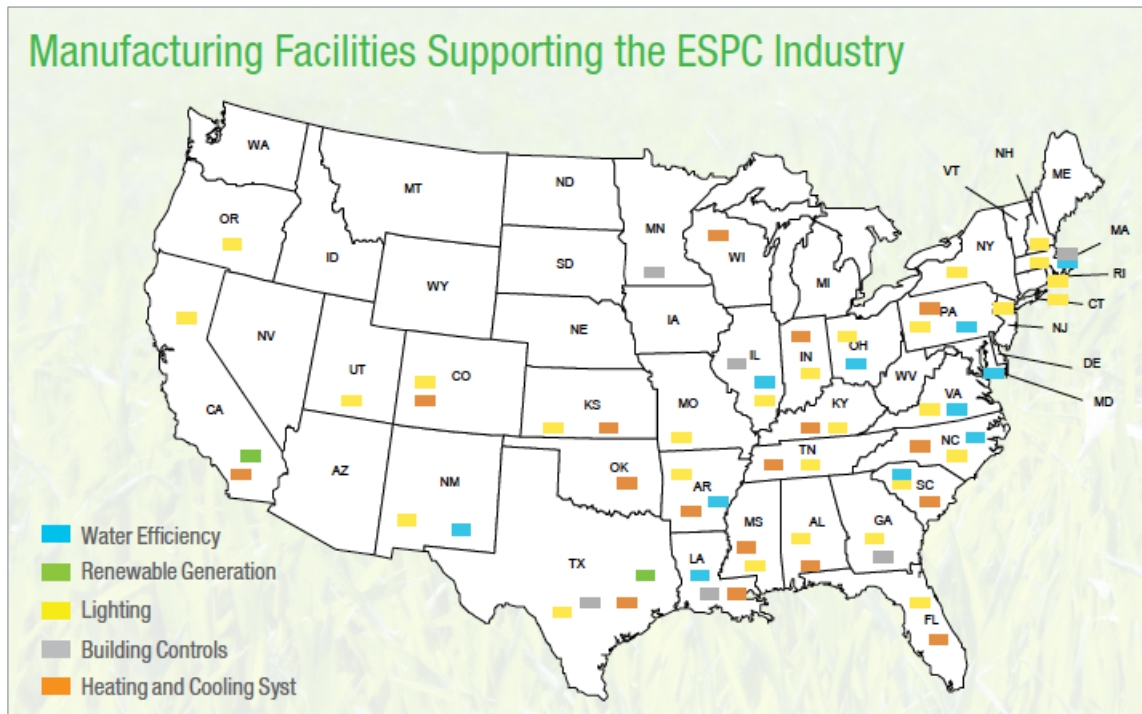 Manufacturing Facilities Supporting the ESPC Industry
WA
MT
ND
MN
VT
NH
ME
OR
ID
SD
WI
MI
NY
MA
WY
RI
IA
NE
PA
CT
NV
NJ
UT
CO
IL
IN
OH
DE
KS
MO
WV
VA
MD
CA
KY
AZ
NM
OK
TN
NC
AR
SC
MS
AL
GA
TX
LA
FL
Water Efficiency
Renewable Generation
Lighting
Building Controls
Heating and Cooling Syst